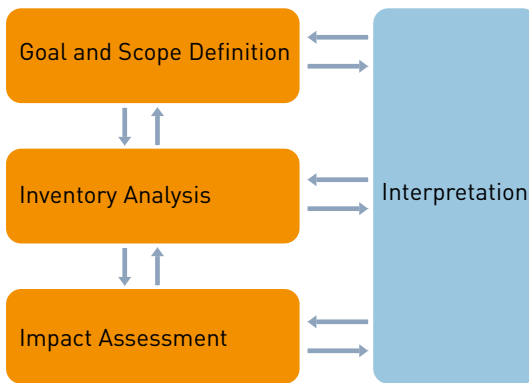 Goal and Scope Definition
Inventory Analysis
Interpretation
Impact Assessment